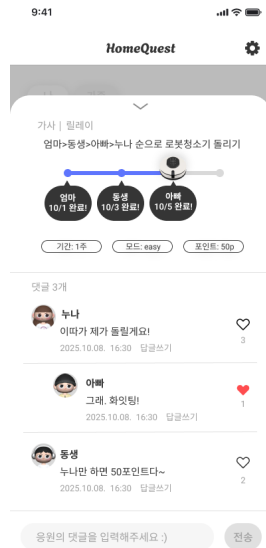 9:41
HomeQuest
가사 | 릴레이
엄마>동생>아빠>누나 순으로 로봇청소기 돌리기
엄마
10/1 완료!
동생
10/3 완료!
아빠
10/5 완료!
기간: 1주
모드: easy
포인트: 50p
댓글 3개
누나
이따가 제가 돌릴게요!
2025.10.08. 16:30 답글쓰기
3
아빠
그래. 화잇팅!
2025.10.08. 16:30 답글쓰기
1
동생
누나만 하면 50포인트다~
2025.10.08. 16:30 답글쓰기
2
응원의 댓글을 입력해주세요 :)
전송